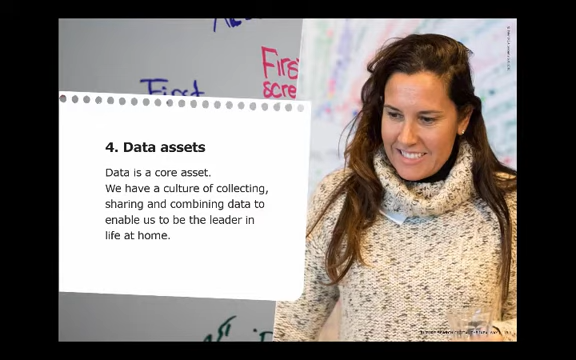 First
scre
First
4. Data assets
Data is a core asset.
We have a culture of collecting,
sharing and combining data to
enable us to be the leader in
life at home.